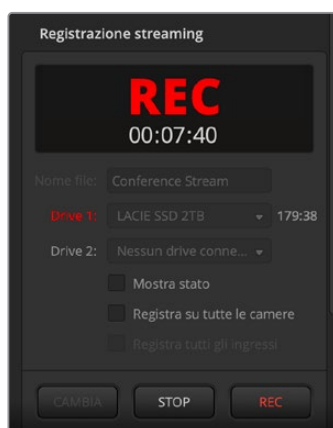 Registrazione streaming
REC
00:07:40
Nome file: Conference Stream
Drive 1: LACIE SSD 2TB 179:38
Drive 2: Nessun drive conne...
Mostra stato
Registra su tutte le camere
Registra tutti gli ingressi
CAMBIA STOP REC